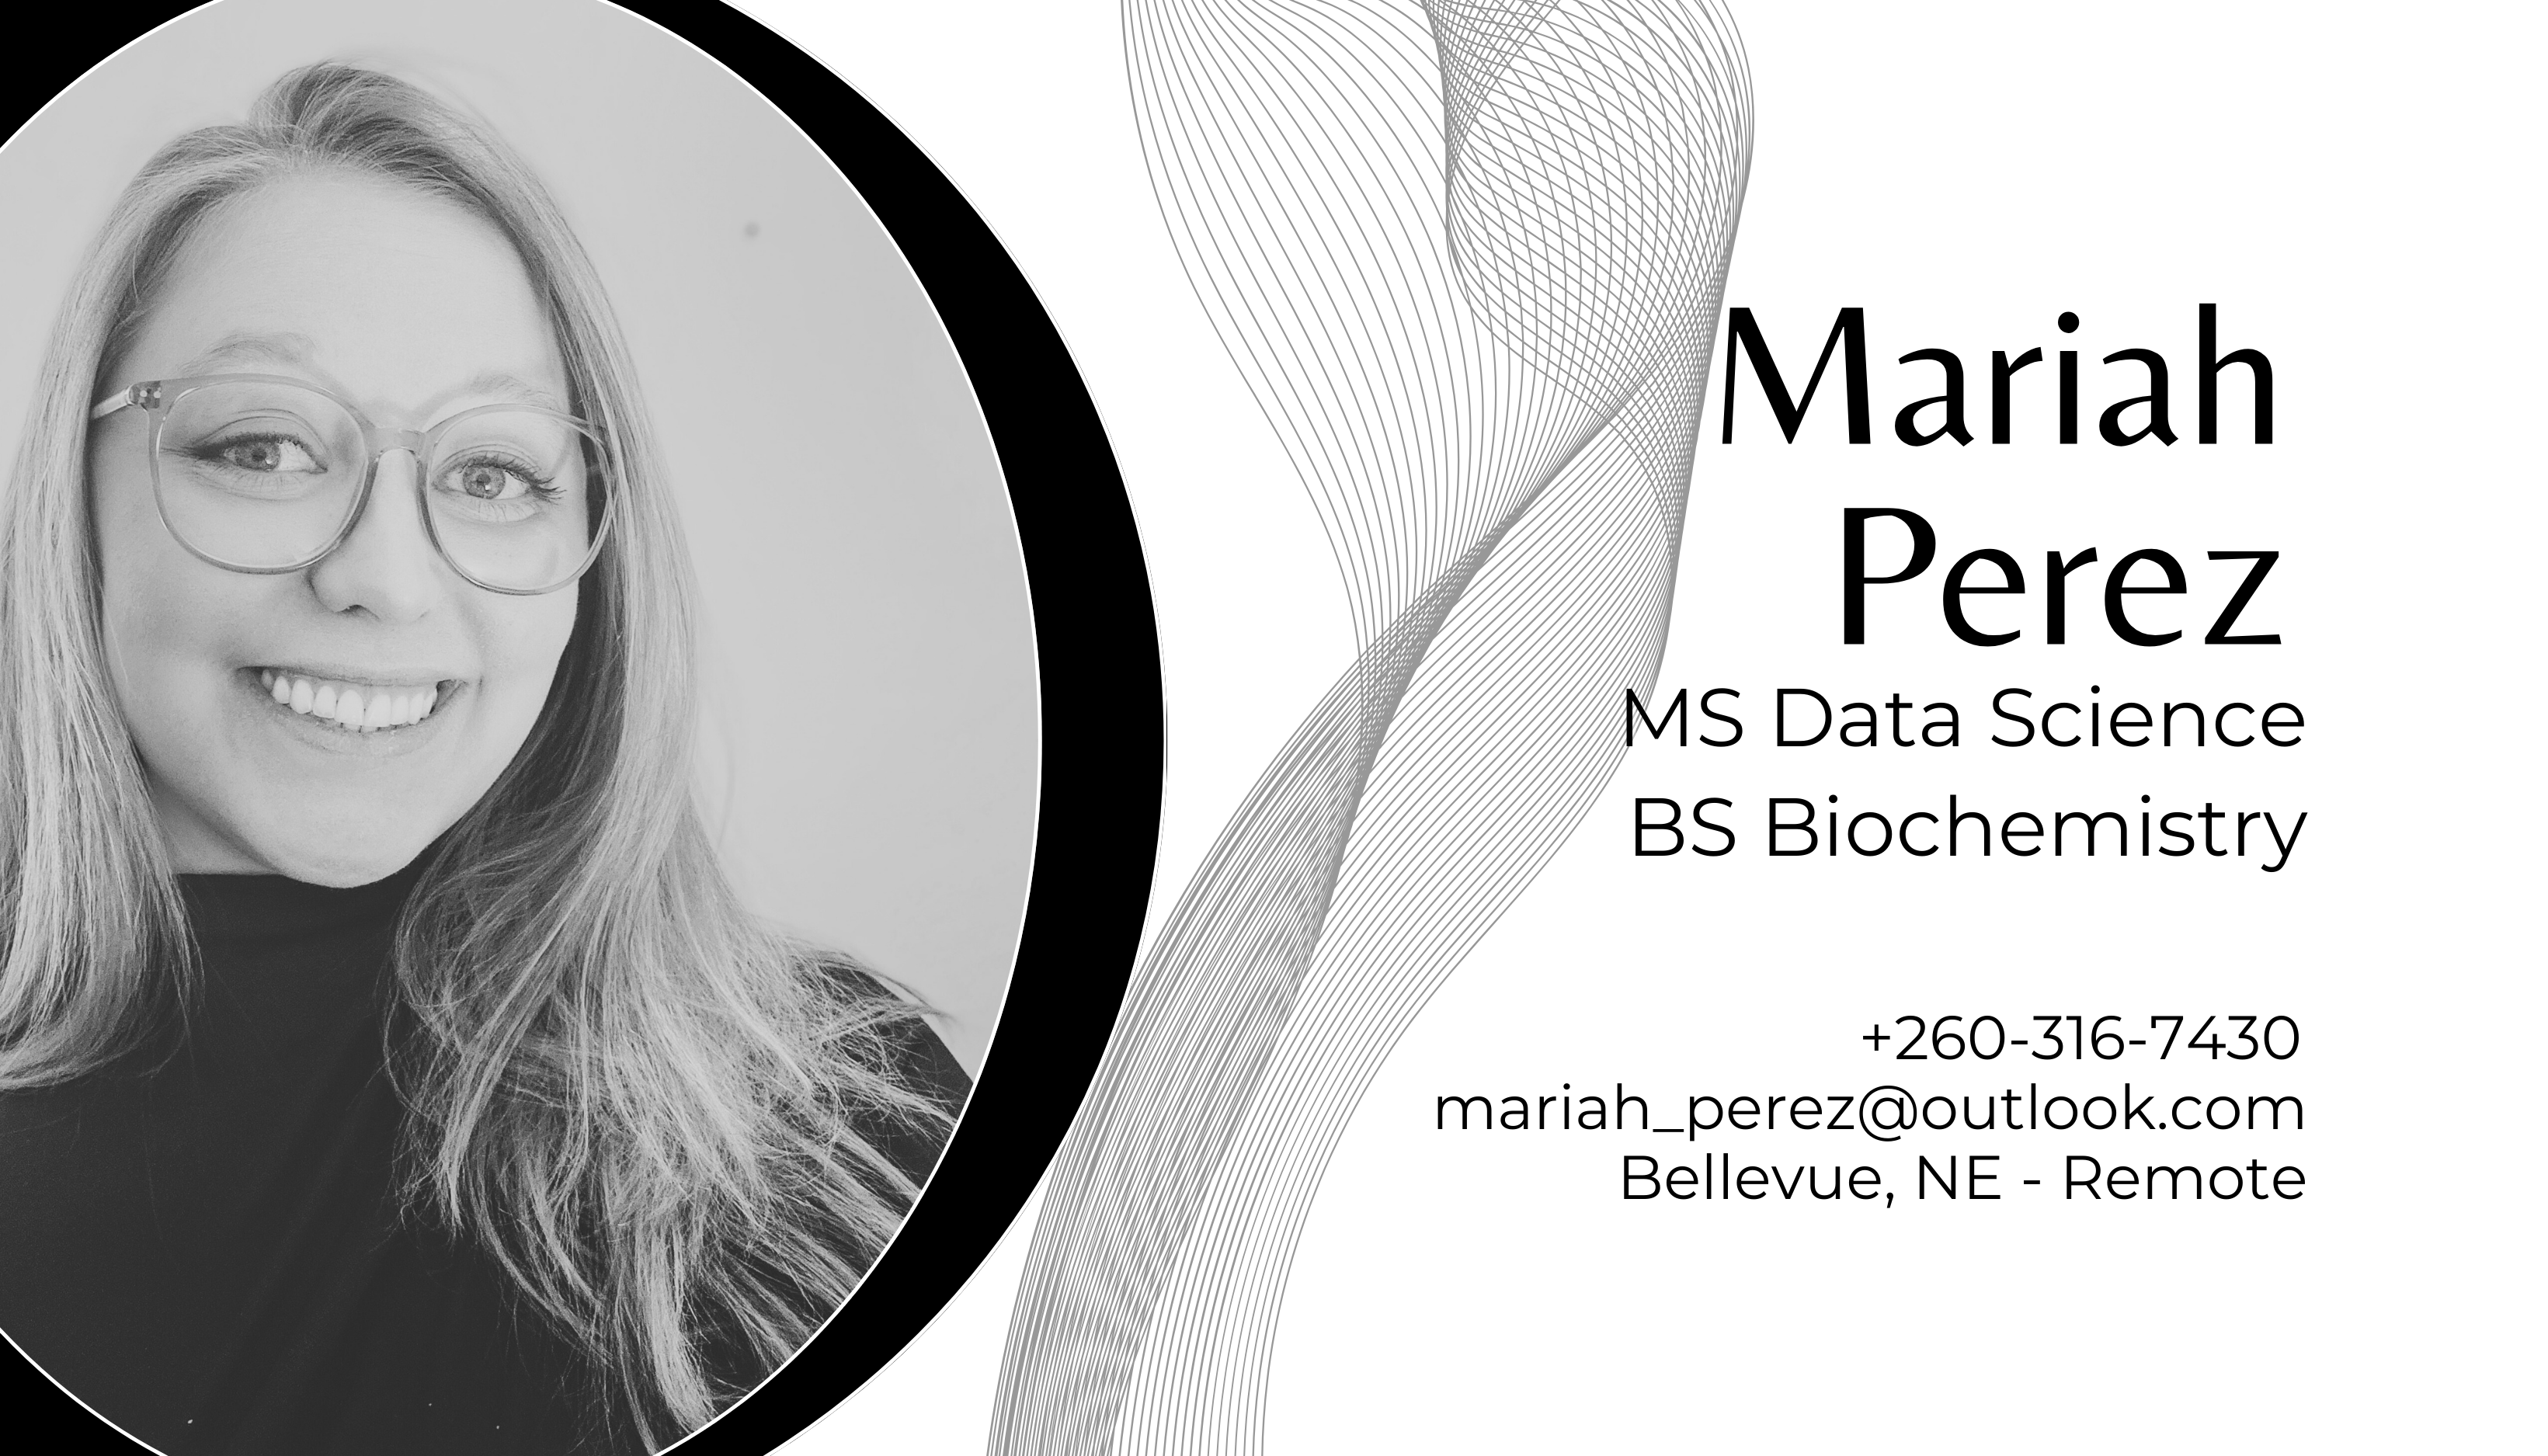 Mariah
Perez
MS Data Science
BS Biochemistry
+260-316-7430
mariah_perez@outlook.com
Bellevue, NE - Remote